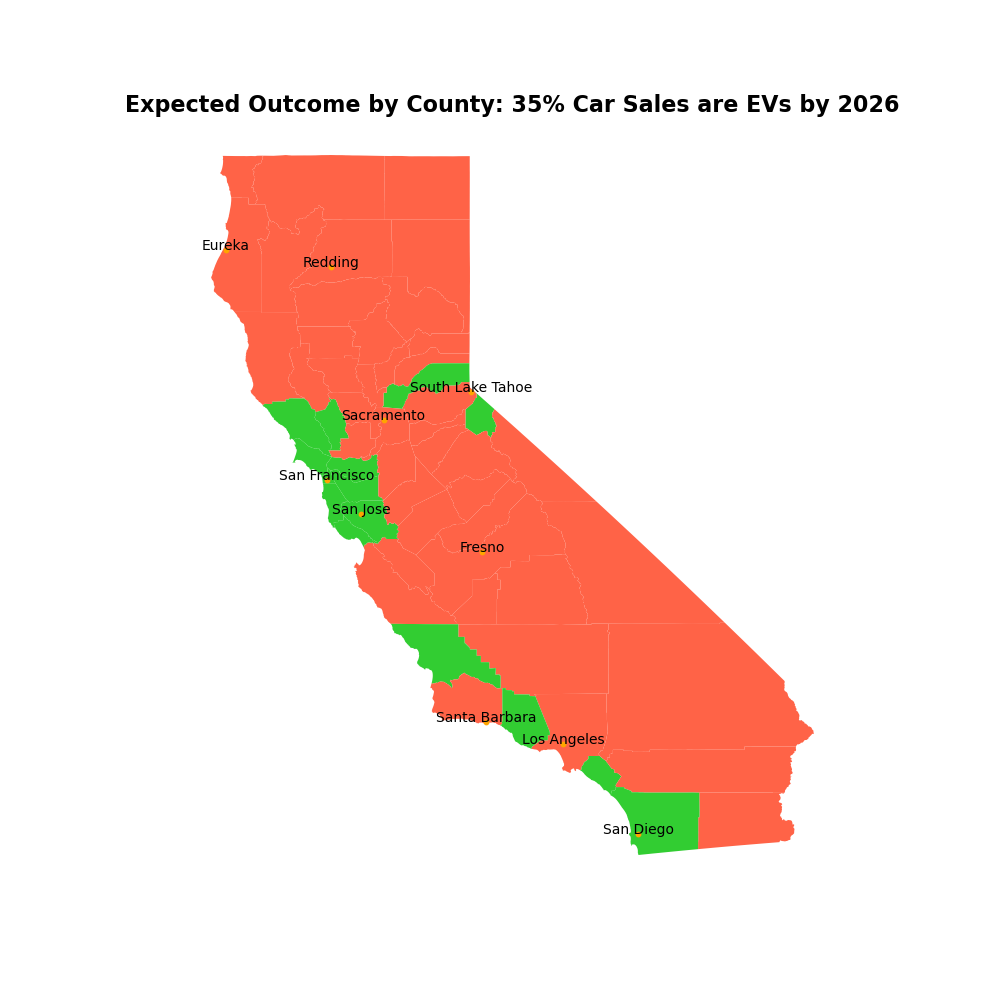 Expected Outcome by County: 35% Car Sales are EVs by 2026
Eureka
Redding
South Lake Tahoe
Sacramento
San Francisco
San Jose
Fresno
Santa Barbara
Los Angeles
San Diego